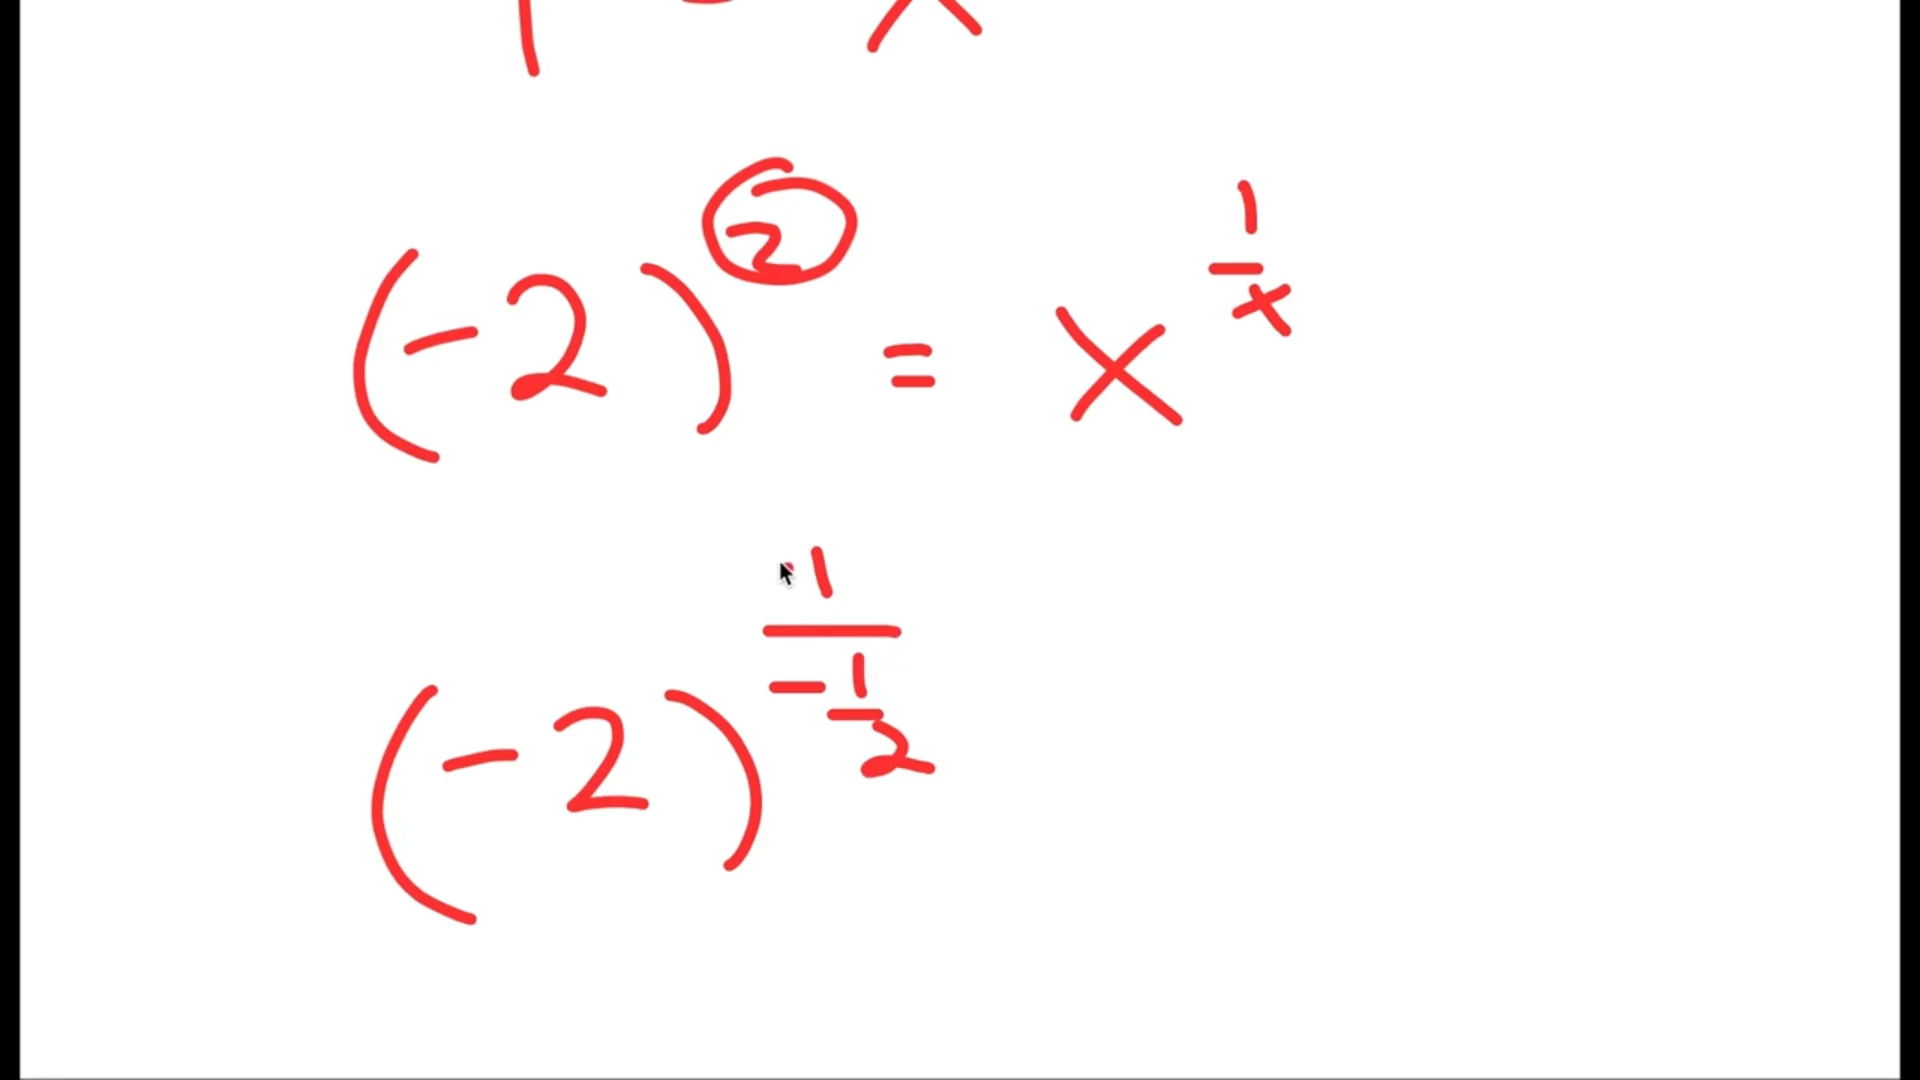 (-2)^2 = x^(1/x)
(-2)^(1/(-1/2))